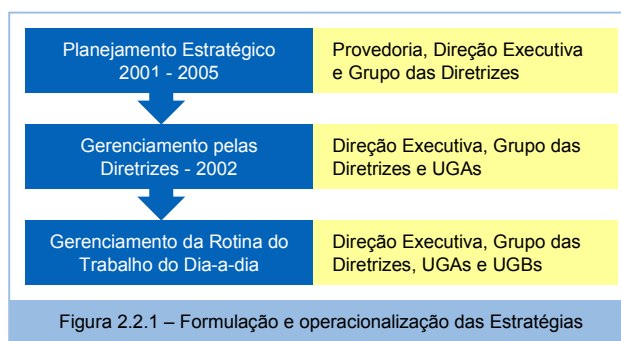 Planejamento Estratégico
2001 - 2005
Provedoria, Direção Executiva
e Grupo das Diretrizes
Gerenciamento pelas
Diretrizes - 2002
Direção Executiva, Grupo das
Diretrizes e UGAs
Gerenciamento da Rotina do
Trabalho do Dia-a-dia
Direção Executiva, Grupo das
Diretrizes, UGAs e UGBs
Figura 2.2.1 – Formulação e operacionalização das Estratégias